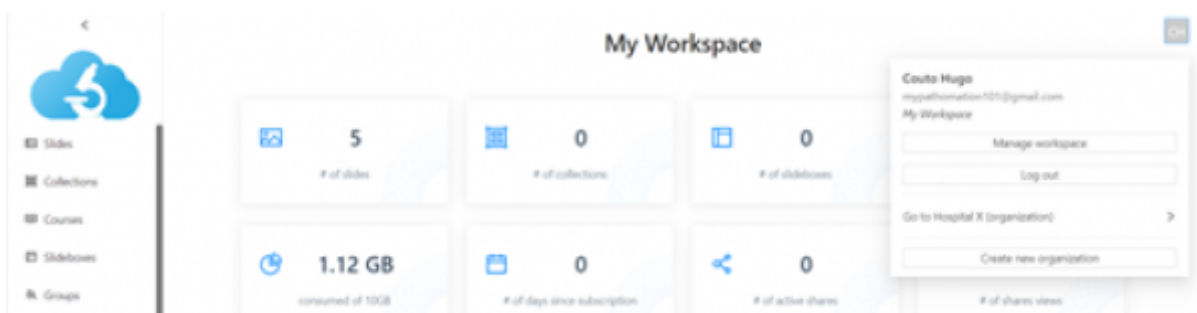 My Workspace
CH
Slides
Collections
Courses
Slideboxes
Groups
5
# of slides
0
# of collections
0
# of slideboxes
1.12 GB
consumed of 10GB
0
# of days since subscription
0
# of active shares
# of shares views
Couto Hugo
mypathomation101@gmail.com
My Workspace
Manage workspace
Log out
Go to Hospital X (organization)
Create new organization